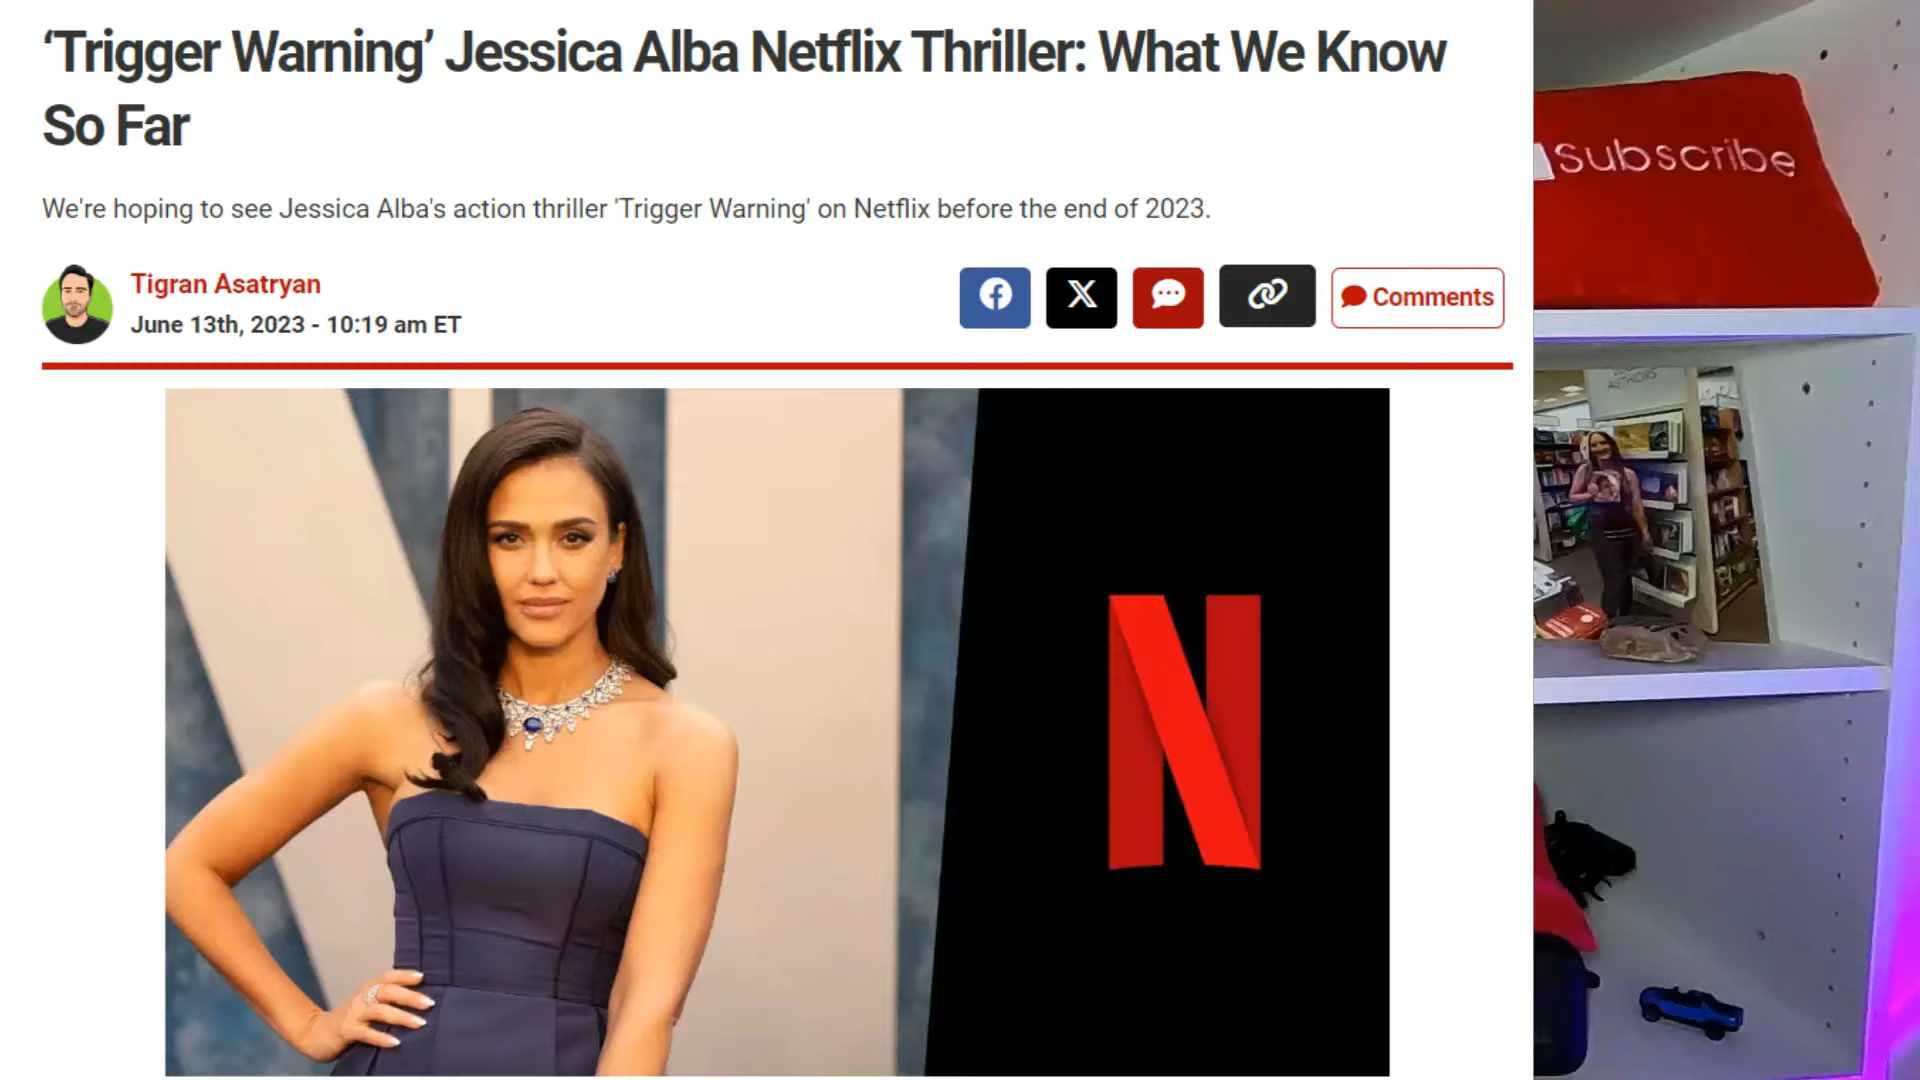 ‘Trigger Warning’ Jessica Alba Netflix Thriller: What We Know
So Far
We're hoping to see Jessica Alba's action thriller 'Trigger Warning' on Netflix before the end of 2023.
Tigran Asatryan
June 13th, 2023 - 10:19 am ET
Comments
subscribe
AUTHORS
N